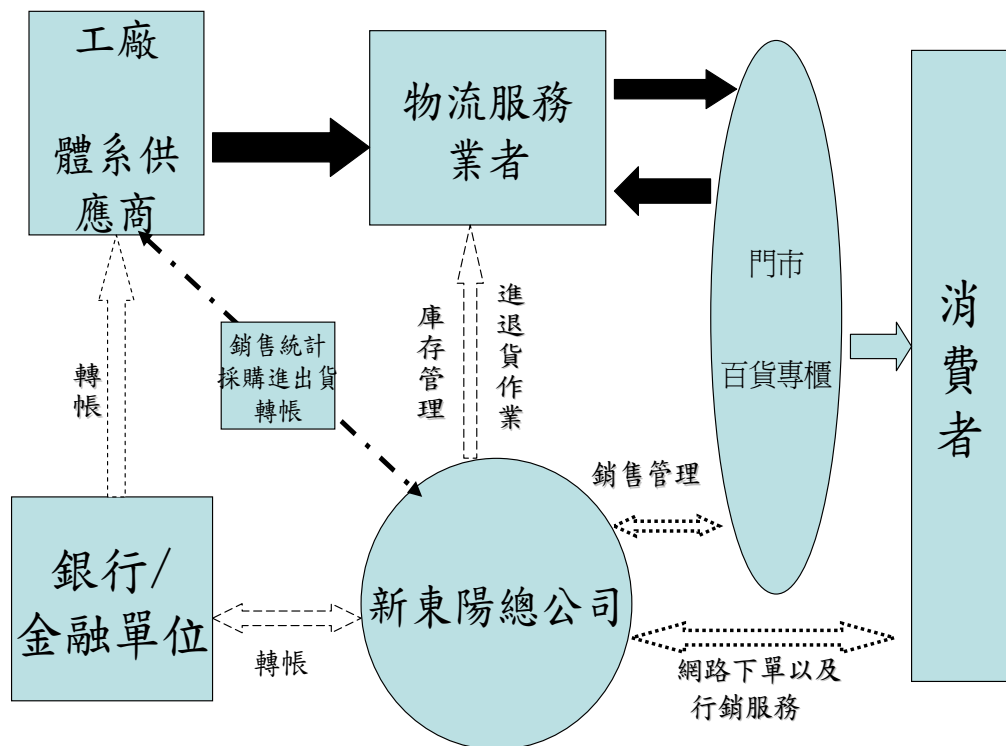 工廠
體系供
應商
物流服務
業者
門市
百貨專櫃
消費者
轉帳
銷售統計
採購進出貨
轉帳
庫存管理
進退貨作業
銷售管理
銀行/
金融單位
轉帳
新東陽總公司
網路下單以及
行銷服務